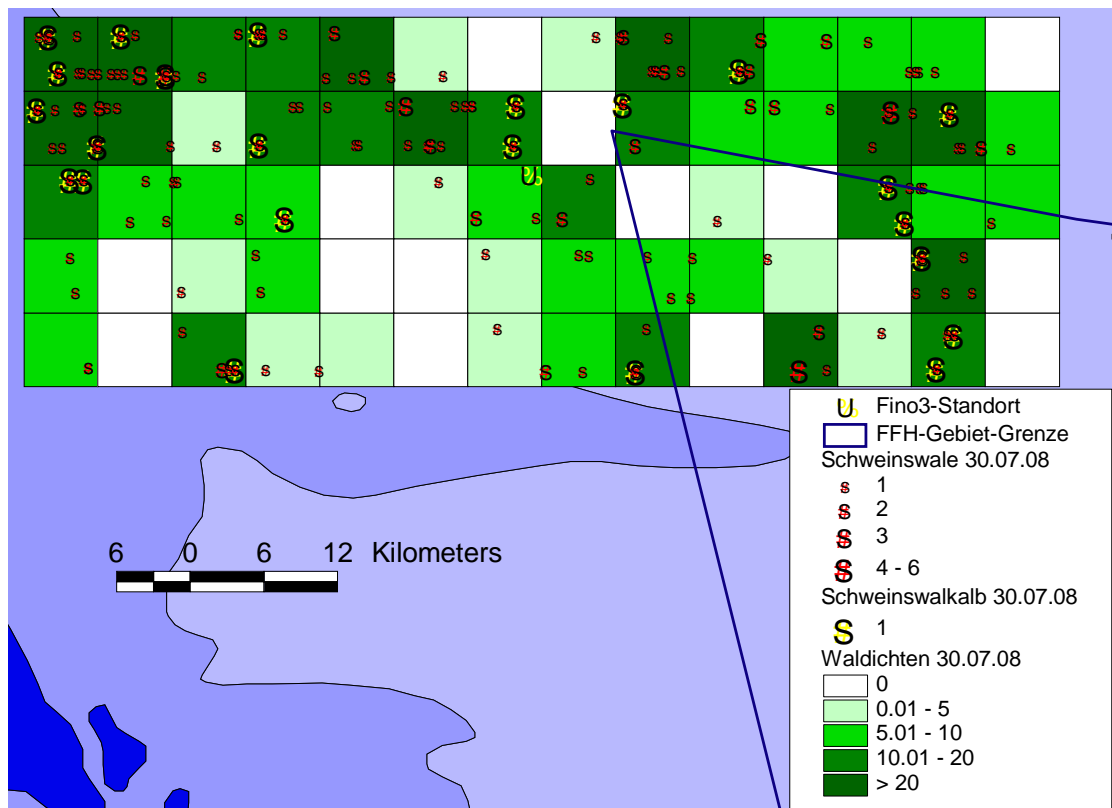 6 0 6 12 Kilometers
Fino3-Standort
FFH-Gebiet-Grenze
Schweinswale 30.07.08
1
2
3
4 - 6
Schweinswalkalb 30.07.08
1
Waldichten 30.07.08
0
0.01 - 5
5.01 - 10
10.01 - 20
> 20